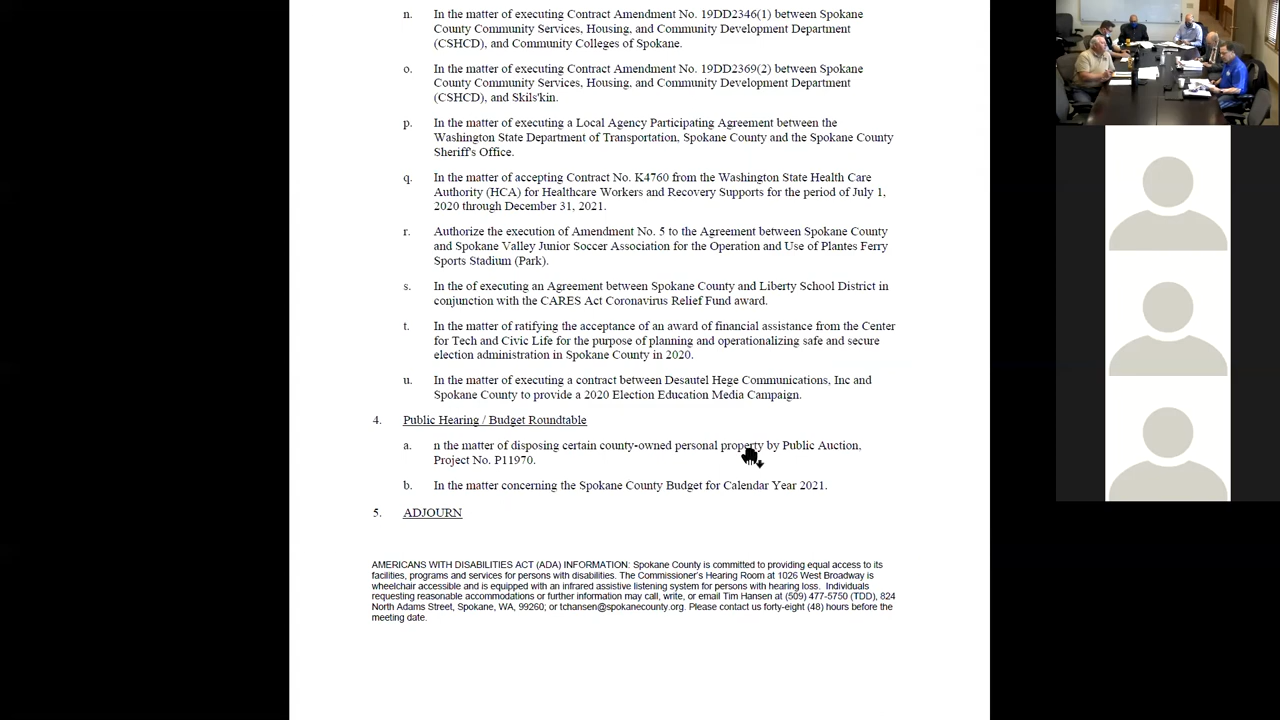 n. In the matter of executing Contract Amendment No. 19DD2346(1) between Spokane
County Community Services, Housing, and Community Development Department
(CSHCD), and Community Colleges of Spokane.
o. In the matter of executing Contract Amendment No. 19DD2369(2) between Spokane
County Community Services, Housing, and Community Development Department
(CSHCD), and Skils'kin.
p. In the matter of executing a Local Agency Participating Agreement between the
Washington State Department of Transportation, Spokane County and the Spokane County
Sheriff's Office.
q. In the matter of accepting Contract No. K4760 from the Washington State Health Care
Authority (HCA) for Healthcare Workers and Recovery Supports for the period of July 1,
2020 through December 31, 2021.
r. Authorize the execution of Amendment No. 5 to the Agreement between Spokane County
and Spokane Valley Junior Soccer Association for the Operation and Use of Plantes Ferry
Sports Stadium (Park).
s. In the of executing an Agreement between Spokane County and Liberty School District in
conjunction with the CARES Act Coronavirus Relief Fund award.
t. In the matter of ratifying the acceptance of an award of financial assistance from the Center
for Tech and Civic Life for the purpose of planning and operationalizing safe and secure
election administration in Spokane County in 2020.
u. In the matter of executing a contract between Desautel Hege Communications, Inc and
Spokane County to provide a 2020 Election Education Media Campaign.
4. Public Hearing / Budget Roundtable
a. n the matter of disposing certain county-owned personal property by Public Auction,
Project No. P11970.
b. In the matter concerning the Spokane County Budget for Calendar Year 2021.
5. ADJOURN
AMERICANS WITH DISABILITIES ACT (ADA) INFORMATION: Spokane County is committed to providing equal access to its
facilities, programs and services for persons with disabilities. The Commissioner's Hearing Room at 1026 West Broadway is
wheelchair accessible and is equipped with an infrared assistive listening system for persons with hearing loss. Individuals
requesting reasonable accommodations or further information may call, write, or email Tim Hansen at (509) 477-5750 (TDD), 824
North Adams Street, Spokane, WA, 99260; or tchansen@spokanecounty.org. Please contact us forty-eight (48) hours before the
meeting date.